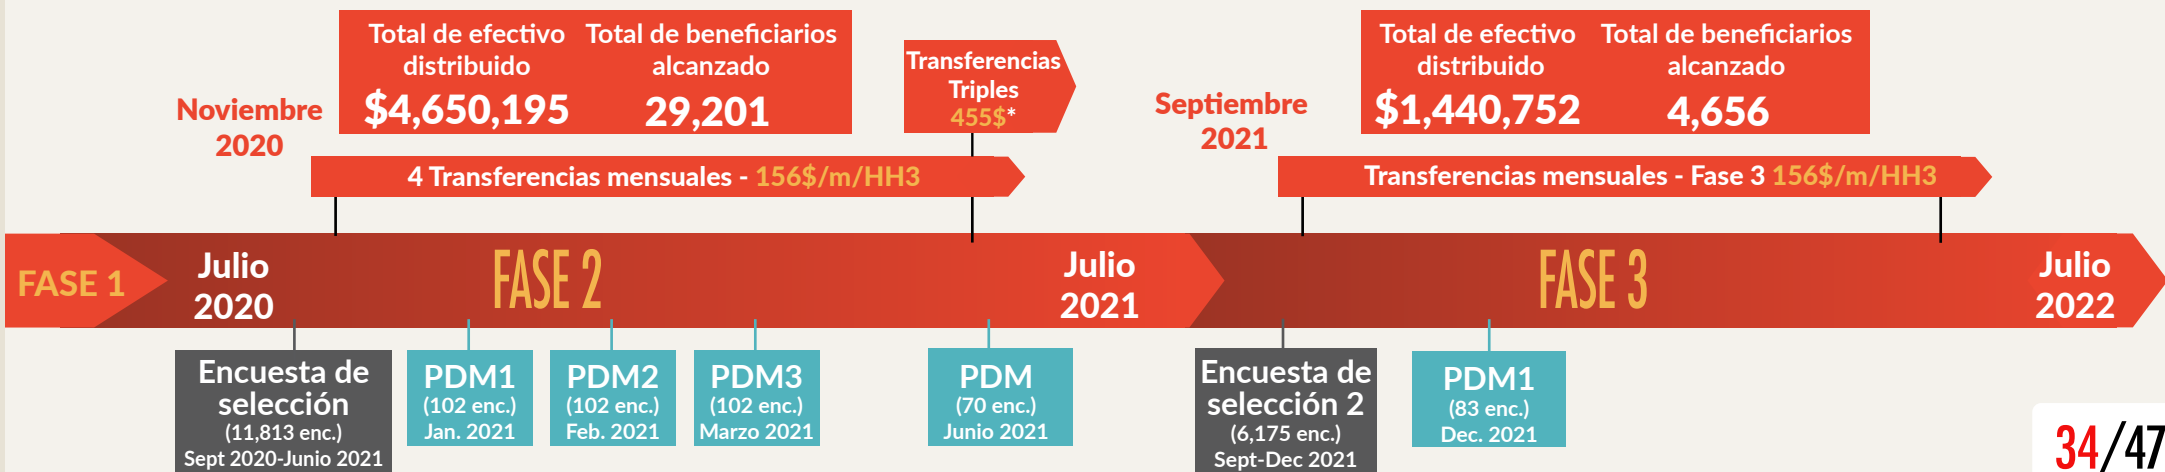 Noviembre
2020
Total de efectivo
distribuido
$4,650,195
Total de beneficiarios
alcanzado
29,201
Transferencias
Triples
455$*
4 Transferencias mensuales - 156$/m/HH3
Septiembre
2021
Total de efectivo
distribuido
$1,440,752
Total de beneficiarios
alcanzado
4,656
Transferencias mensuales - Fase 3 156$/m/HH3
FASE 1
Julio
2020
FASE 2
Julio
2021
FASE 3
Julio
2022
Encuesta de
selección
(11,813 enc.)
Sept 2020-Junio 2021
PDM1
(102 enc.)
Jan. 2021
PDM2
(102 enc.)
Feb. 2021
PDM3
(102 enc.)
Marzo 2021
PDM
(70 enc.)
Junio 2021
Encuesta de
selección 2
(6,175 enc.)
Sept-Dec 2021
PDM1
(83 enc.)
Dec. 2021
34/47